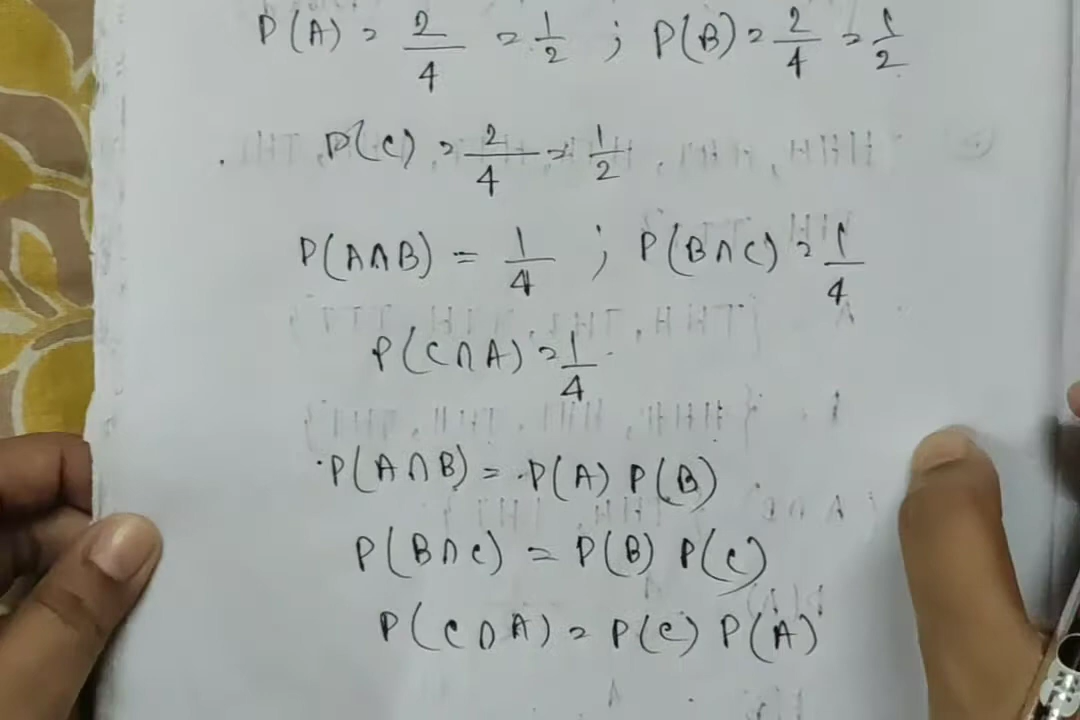 P(A) = 2/4 = 1/2 ; P(B) = 2/4 = 1/2
P(C) = 2/4 = 1/2
P(A∩B) = 1/4 ; P(B∩C) = 1/4
P(C∩A) = 1/4
P(A∩B) = P(A) P(B)
P(B∩C) = P(B) P(C)
P(C∩A) = P(C) P(A)